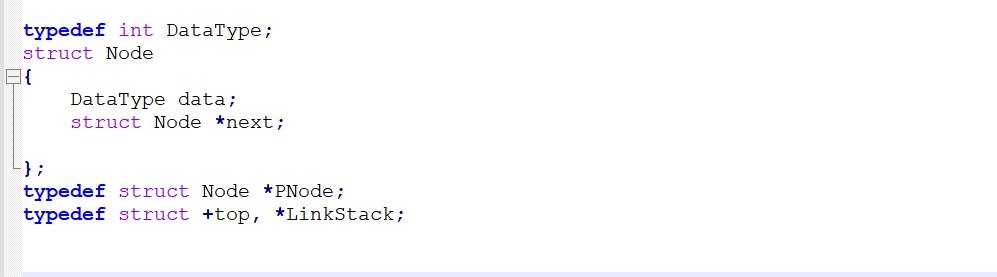 typedef int DataType;
struct Node
{
    DataType data;
    struct Node *next;
};
typedef struct Node *PNode;
typedef struct +top, *LinkStack;